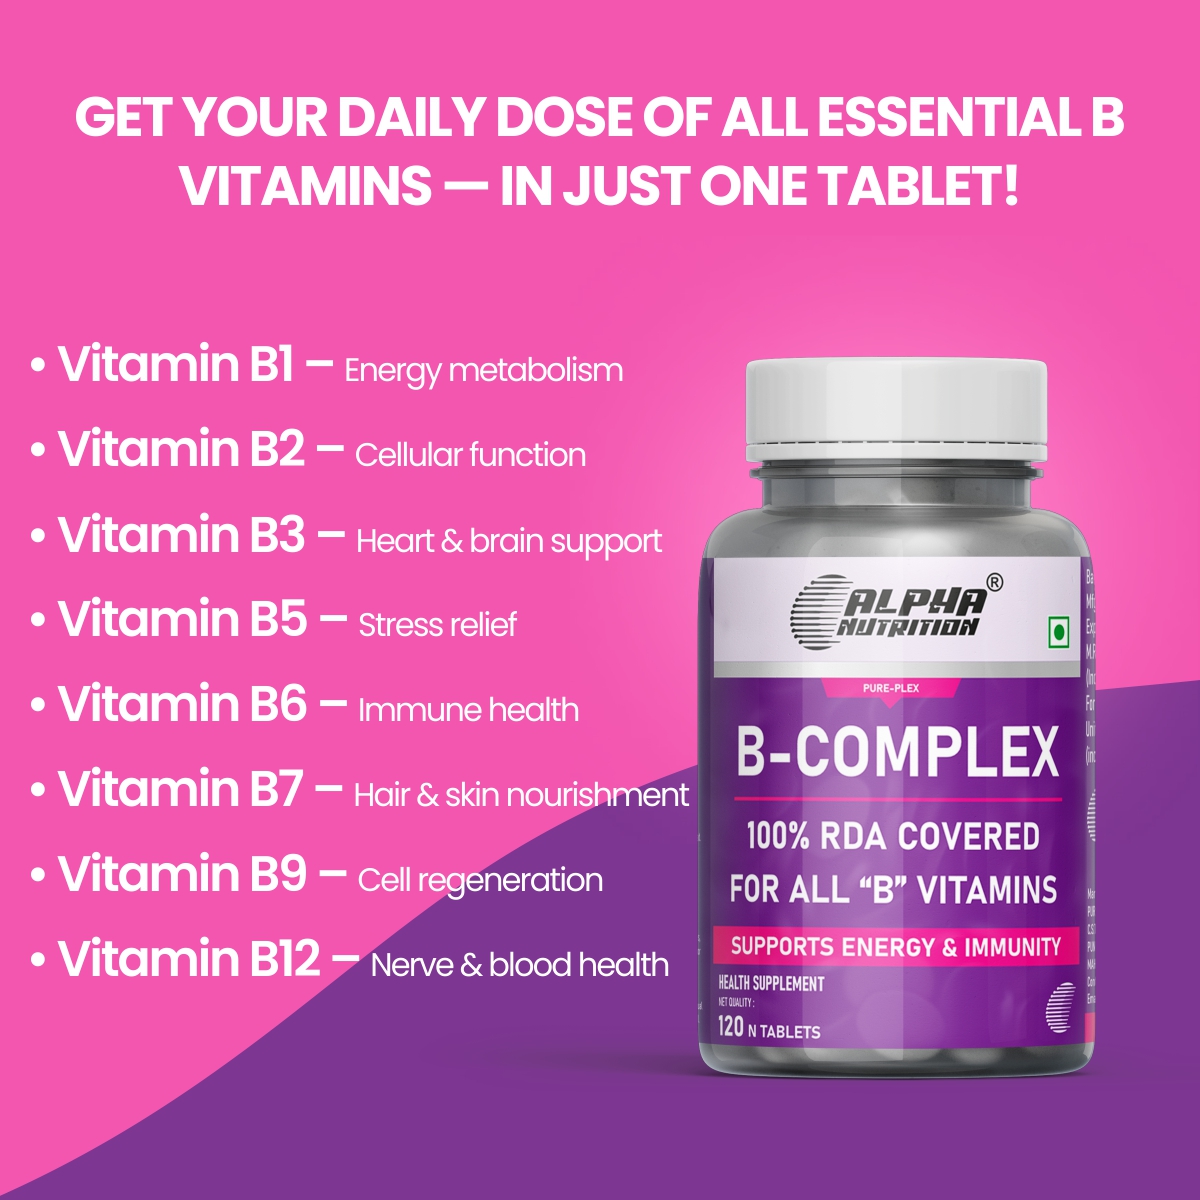 GET YOUR DAILY DOSE OF ALL ESSENTIAL B
VITAMINS — IN JUST ONE TABLET!
• Vitamin B1 – Energy metabolism
• Vitamin B2 – Cellular function
• Vitamin B3 – Heart & brain support
• Vitamin B5 – Stress relief
• Vitamin B6 – Immune health
• Vitamin B7 – Hair & skin nourishment
• Vitamin B9 – Cell regeneration
• Vitamin B12 – Nerve & blood health
ALPHA®
NUTRITION
PURE-PLEX
B-COMPLEX
100% RDA COVERED
FOR ALL “B” VITAMINS
SUPPORTS ENERGY & IMMUNITY
HEALTH SUPPLEMENT
NET QUALITY:
120 N TABLETS